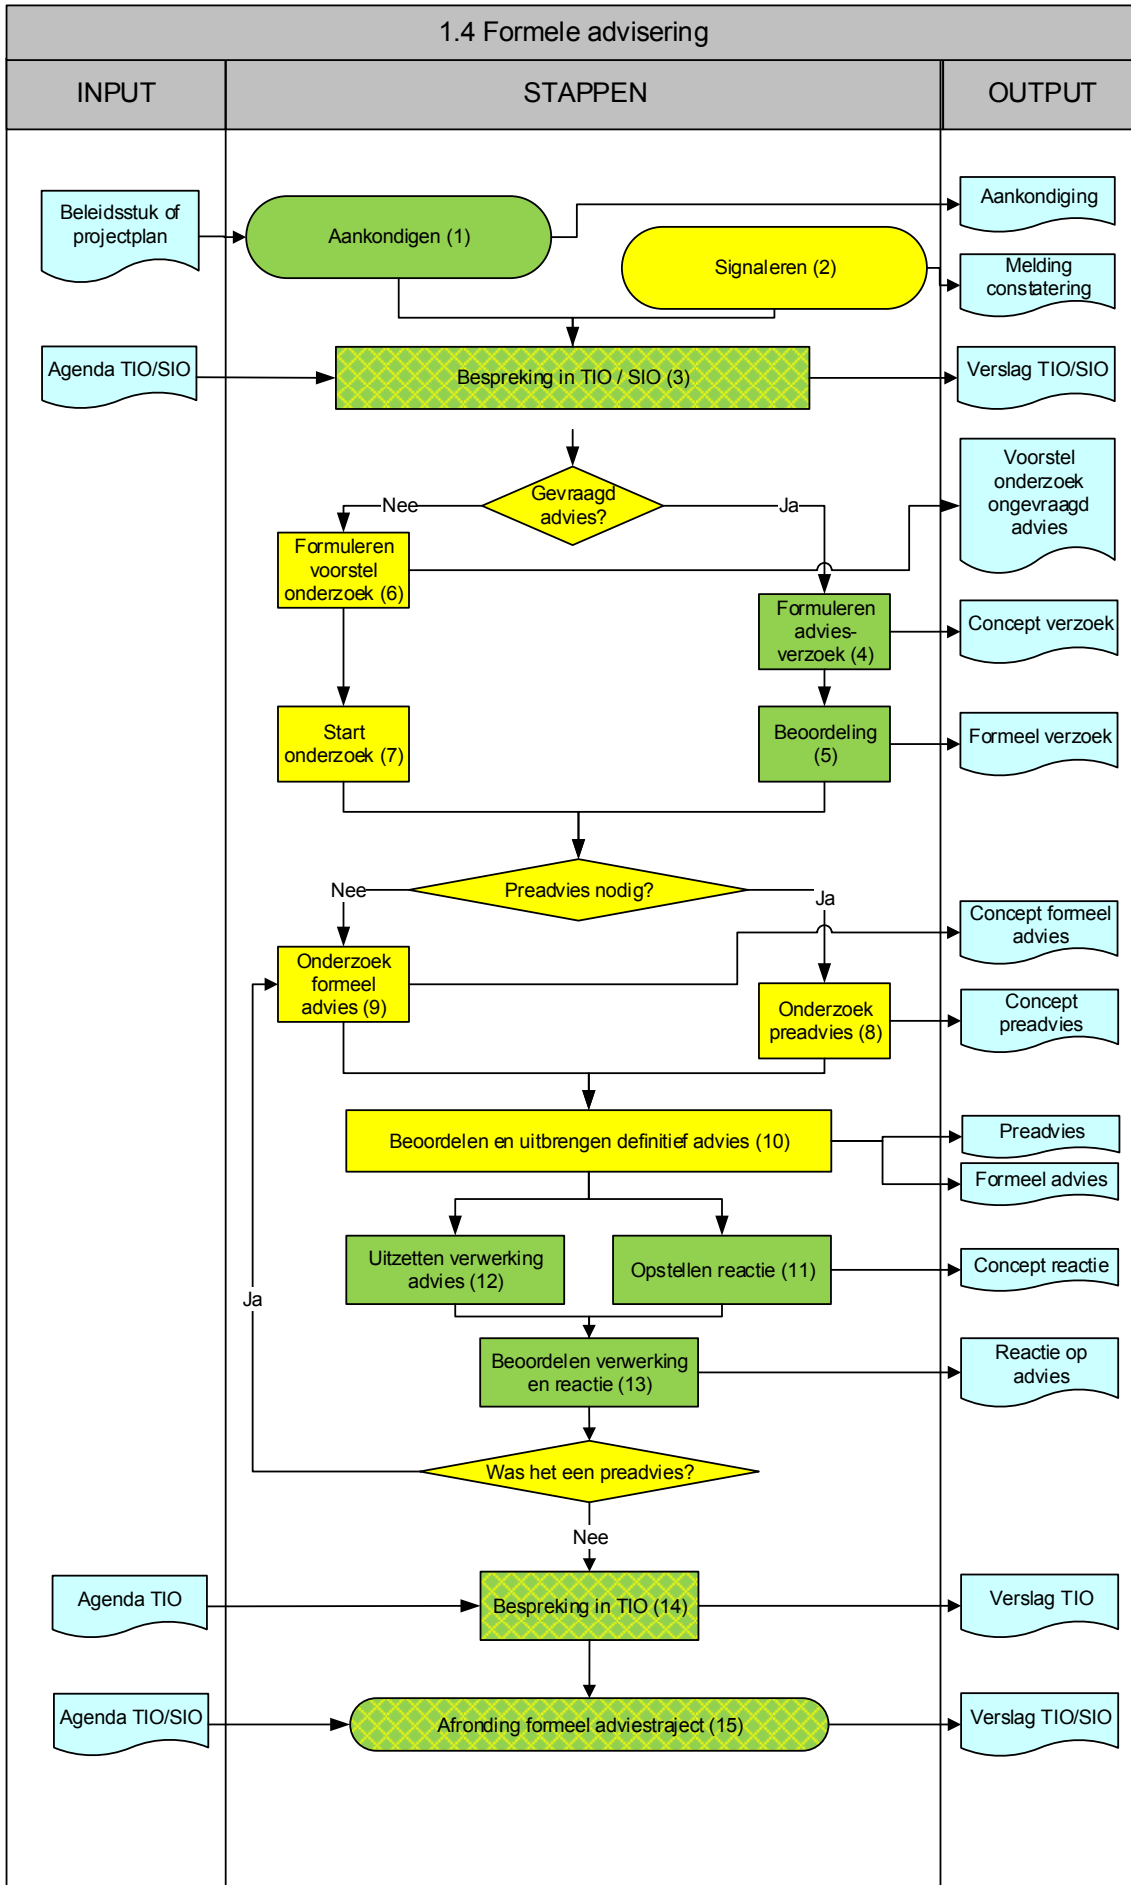 1.4 Formele advisering
INPUT
STAPPEN
OUTPUT
Beleidsstuk of
projectplan
Aankondigen (1)
Aankondiging
Signaleren (2)
Melding
constatering
Agenda TIO/SIO
Bespreking in TIO / SIO (3)
Verslag TIO/SIO
Gevraagd
advies?
Nee
Ja
Voorstel
onderzoek
ongevraagd
advies
Formuleren
voorstel
onderzoek (6)
Formuleren
advies-
verzoek (4)
Concept verzoek
Start
onderzoek (7)
Beoordeling
(5)
Formeel verzoek
Preadvies nodig?
Nee
Ja
Concept formeel
advies
Onderzoek
formeel
advies (9)
Onderzoek
preadvies (8)
Concept
preadvies
Beoordelen en uitbrengen definitief advies (10)
Preadvies
Formeel advies
Uitzetten verwerking
advies (12)
Opstellen reactie (11)
Concept reactie
Ja
Beoordelen verwerking
en reactie (13)
Reactie op
advies
Was het een preadvies?
Nee
Agenda TIO
Bespreking in TIO (14)
Verslag TIO
Agenda TIO/SIO
Afronding formeel adviestraject (15)
Verslag TIO/SIO